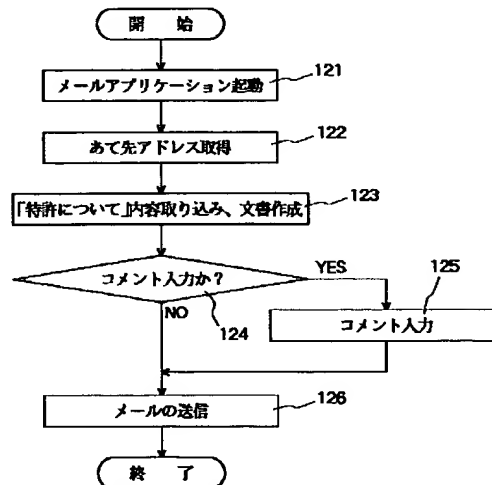 開 始
メールアプリケーション起動
121
あて先アドレス取得
122
「特許について」内容取り込み、文書作成
123
コメント入力か?
YES
NO
124
コメント入力
125
メールの送信
126
終 了